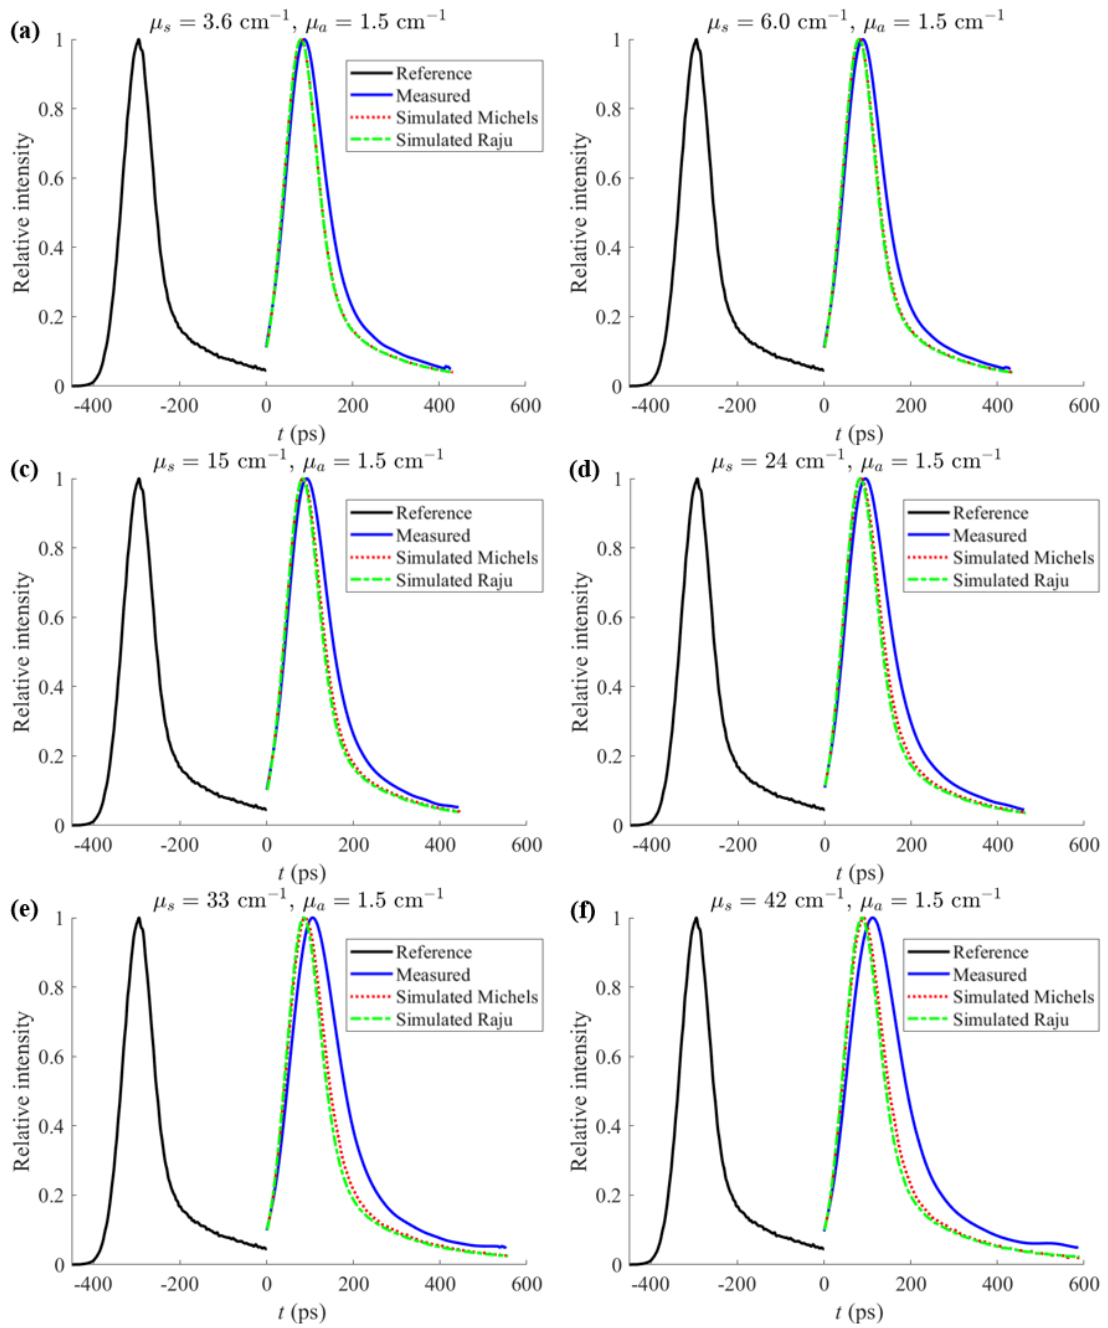 (a)
μs = 3.6 cm−1, μa = 1.5 cm−1
Relative intensity
1
0.8
0.6
0.4
0.2
0
Reference
Measured
Simulated Michels
Simulated Raju
-400 -200 0 200 400 600
t (ps)
μs = 6.0 cm−1, μa = 1.5 cm−1
Relative intensity
1
0.8
0.6
0.4
0.2
0
-400 -200 0 200 400 600
t (ps)
(c)
μs = 15 cm−1, μa = 1.5 cm−1
Relative intensity
1
0.8
0.6
0.4
0.2
0
Reference
Measured
Simulated Michels
Simulated Raju
-400 -200 0 200 400 600
t (ps)
(d)
μs = 24 cm−1, μa = 1.5 cm−1
Relative intensity
1
0.8
0.6
0.4
0.2
0
Reference
Measured
Simulated Michels
Simulated Raju
-400 -200 0 200 400 600
t (ps)
(e)
μs = 33 cm−1, μa = 1.5 cm−1
Relative intensity
1
0.8
0.6
0.4
0.2
0
Reference
Measured
Simulated Michels
Simulated Raju
-400 -200 0 200 400 600
t (ps)
(f)
μs = 42 cm−1, μa = 1.5 cm−1
Relative intensity
1
0.8
0.6
0.4
0.2
0
Reference
Measured
Simulated Michels
Simulated Raju
-400 -200 0 200 400 600
t (ps)